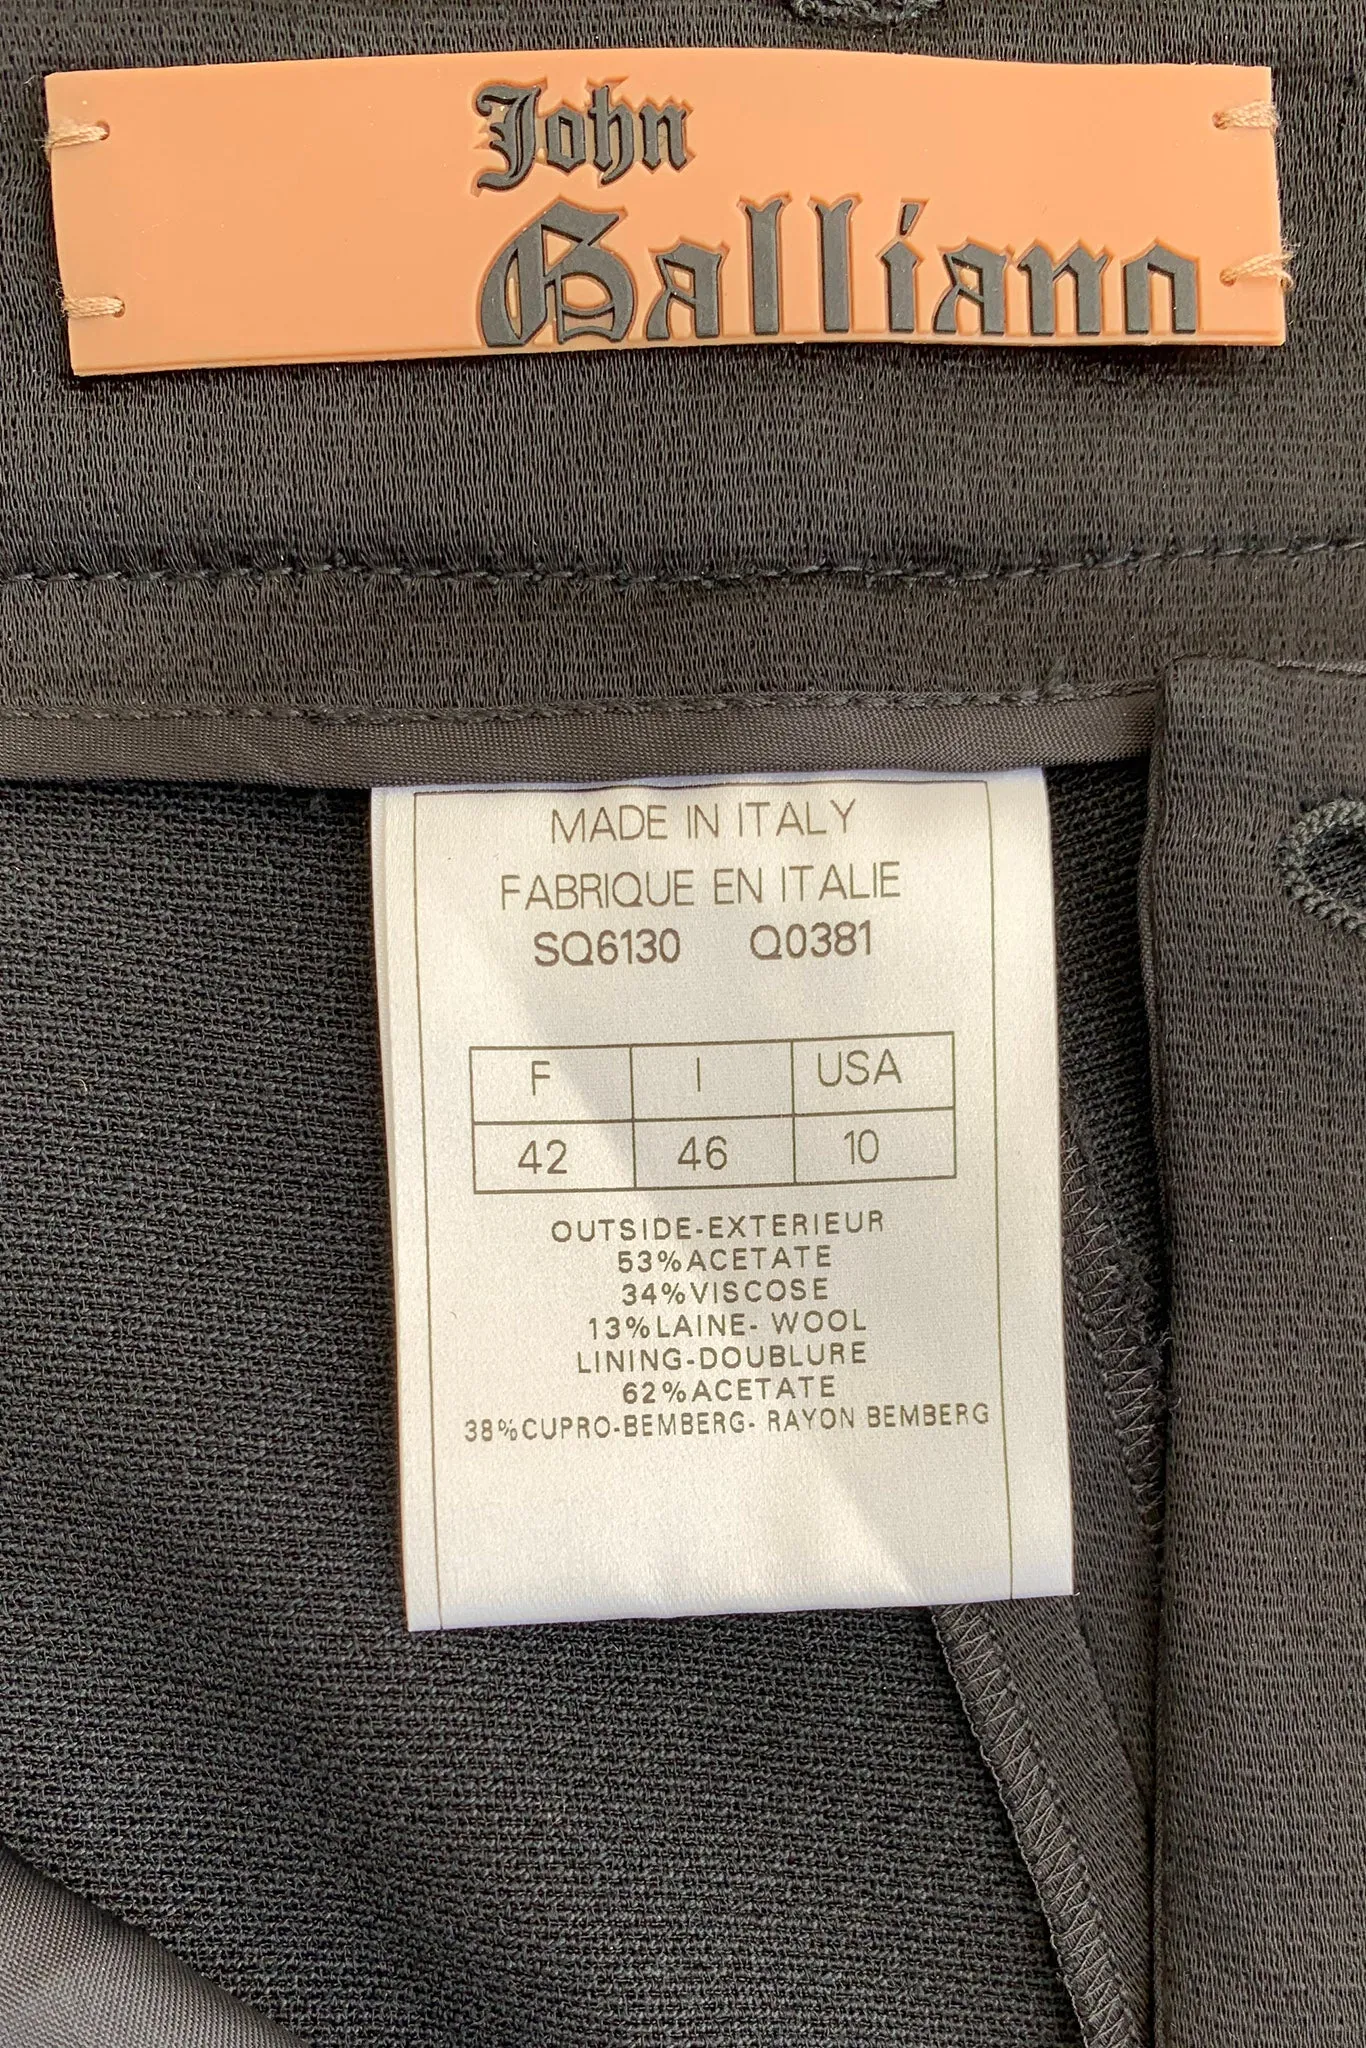 John
Galliano
MADE IN ITALY
FABRIQUE EN ITALIE
SQ6130 Q0381
F I USA
42 46 10
OUTSIDE-EXTERIEUR
53%ACETATE
34%VISCOSE
13%LAINE- WOOL
LINING-DOUBLURE
62%ACETATE
38%CUPRO-BEMBERG- RAYON BEMBERG